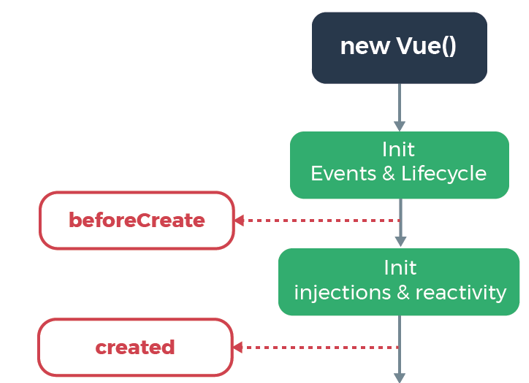 new Vue()
Init
Events & Lifecycle
beforeCreate
Init
injections & reactivity
created